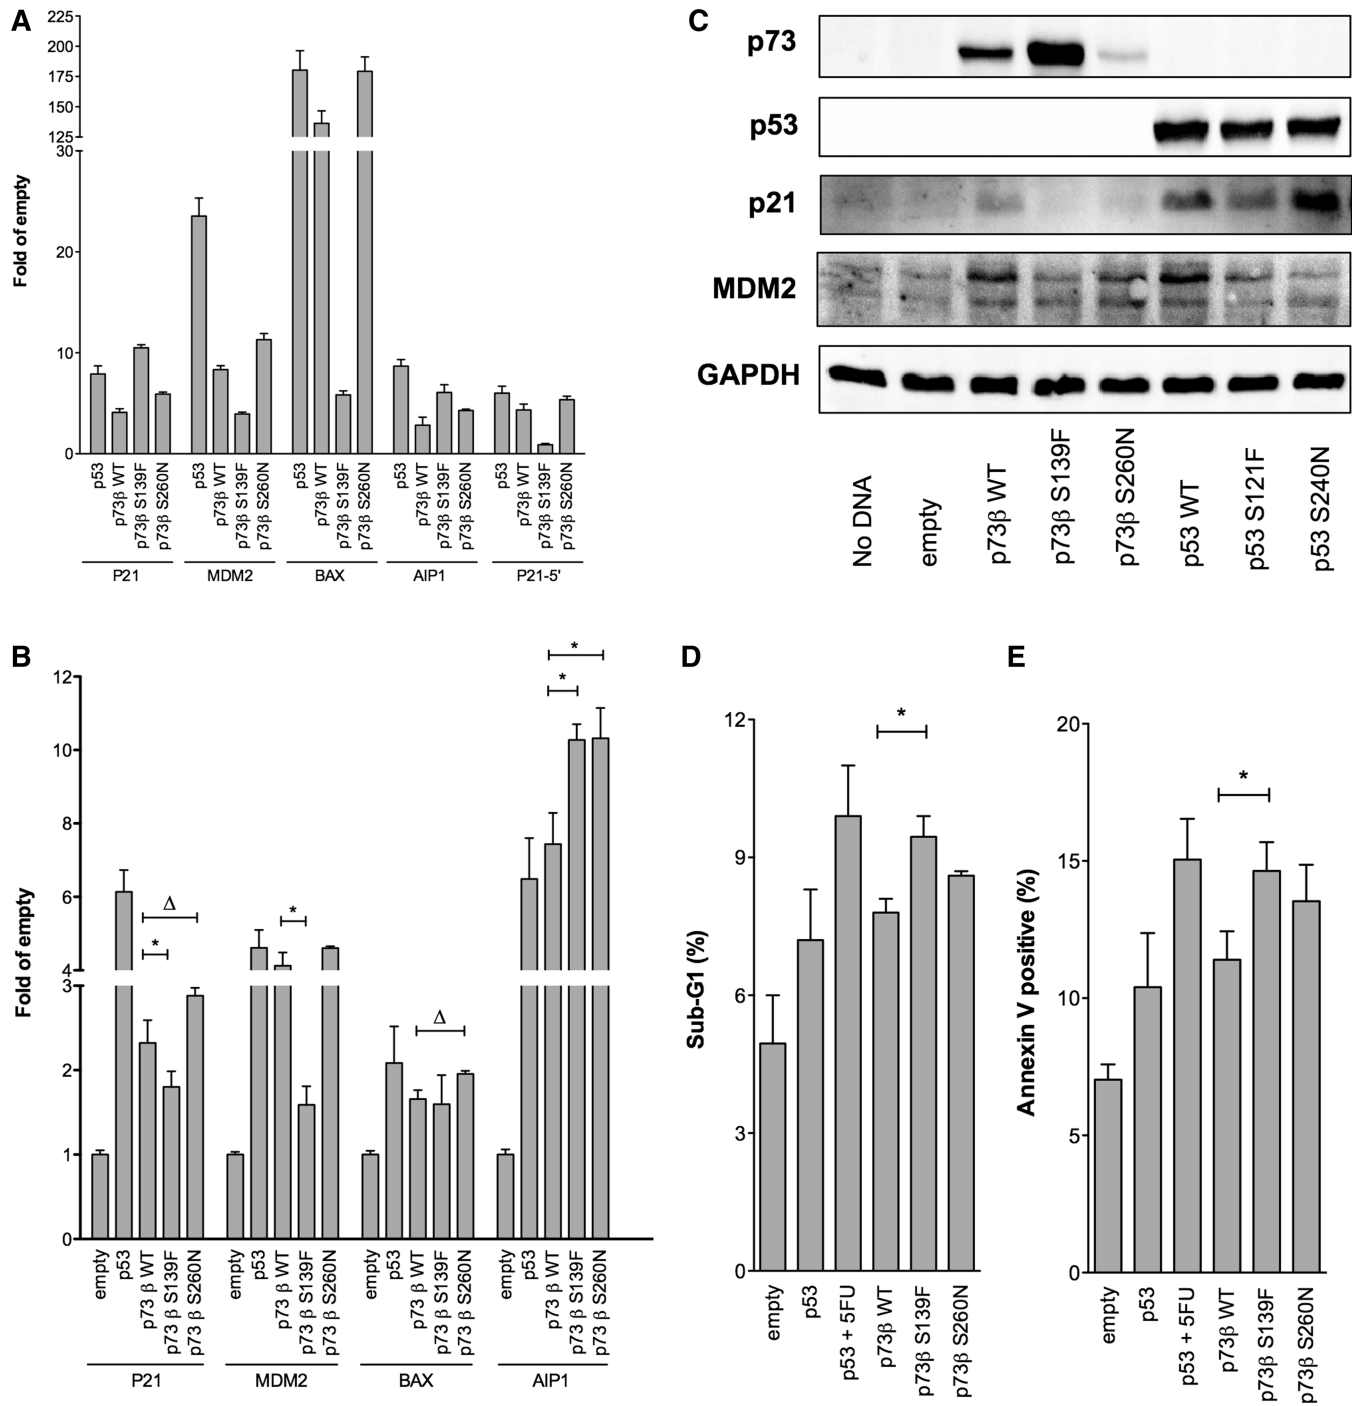 A
Fold of empty
225
200
175
150
125
30
20
10
0
p53
p73β WT
p73β S139F
p73β S260N
p53
p73β WT
p73β S139F
p73β S260N
p53
p73β WT
p73β S139F
p73β S260N
p53
p73β WT
p73β S139F
p73β S260N
p53
p73β WT
p73β S139F
p73β S260N
P21
MDM2
BAX
AIP1
P21-5'
C
p73
p53
p21
MDM2
GAPDH
No DNA
empty
p73β WT
p73β S139F
p73β S260N
p53 WT
p53 S121F
p53 S240N
B
Fold of empty
12
10
8
6
4
3
2
1
0
Δ
*
*
Δ
*
*
empty
p53
p73 β WT
p73 β S139F
p73 β S260N
empty
p53
p73 β WT
p73 β S139F
p73 β S260N
empty
p53
p73 β WT
p73 β S139F
p73 β S260N
empty
p53
p73 β WT
p73 β S139F
p73 β S260N
P21
MDM2
BAX
AIP1
D
Sub-G1 (%)
12
9
6
3
0
*
empty
p53
p53 + 5FU
p73β WT
p73β S139F
p73β S260N
E
Annexin V positive (%)
20
15
10
5
0
*
empty
p53
p53 + 5FU
p73β WT
p73β S139F
p73β S260N